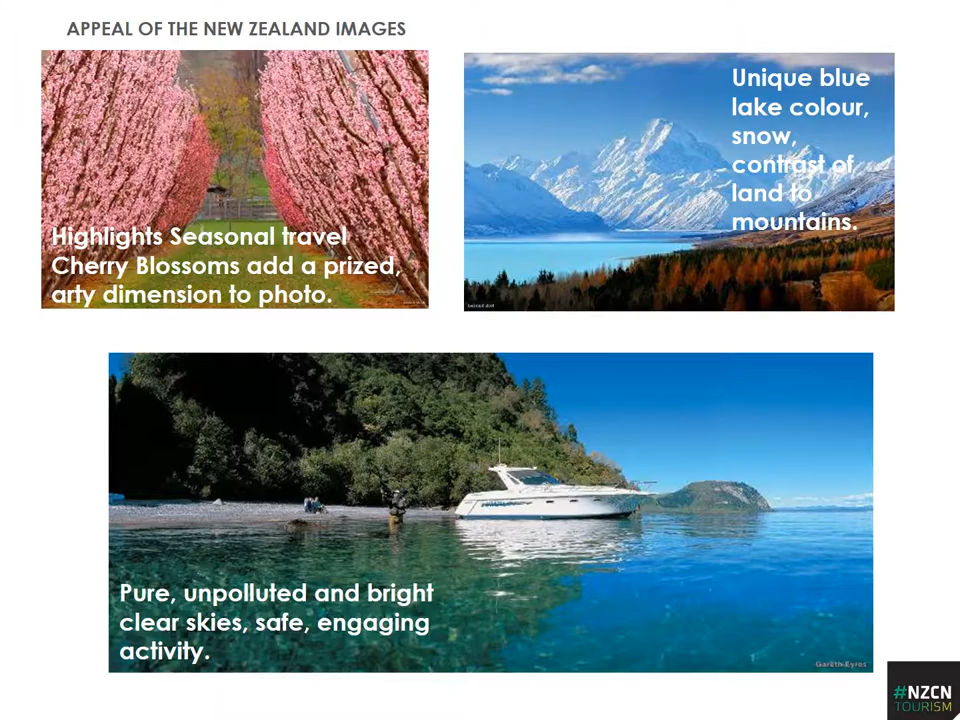 APPEAL OF THE NEW ZEALAND IMAGES
Highlights Seasonal travel
Cherry Blossoms add a prized,
arty dimension to photo.
Unique blue
lake colour,
snow,
contrast of
land to
mountains.
Pure, unpolluted and bright
clear skies, safe, engaging
activity.
#NZCN
TOURISM